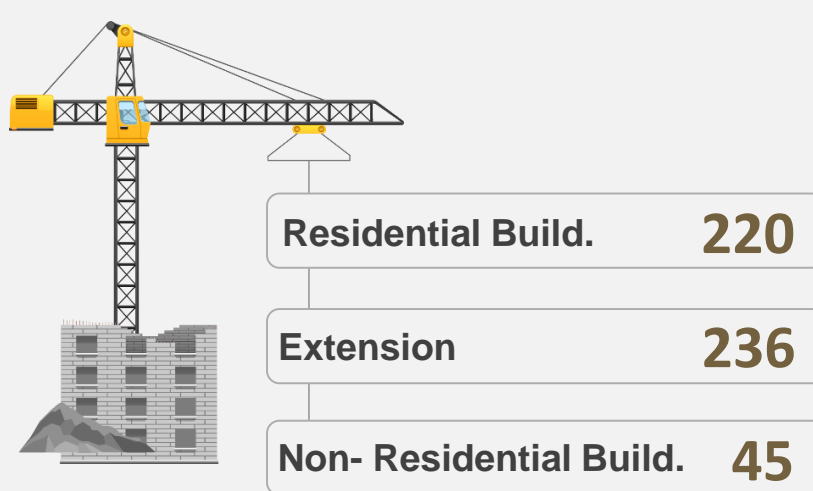 Residential Build. 220
Extension 236
Non- Residential Build. 45